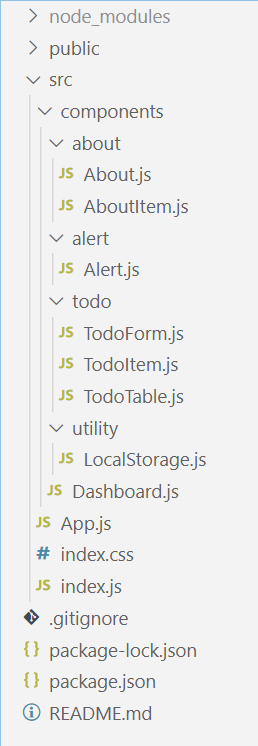 node_modules
public
src
components
about
JS About.js
JS AboutItem.js
alert
JS Alert.js
todo
JS TodoForm.js
JS TodoItem.js
JS TodoTable.js
utility
JS LocalStorage.js
JS Dashboard.js
JS App.js
# index.css
JS index.js
.gitignore
{} package-lock.json
{} package.json
README.md